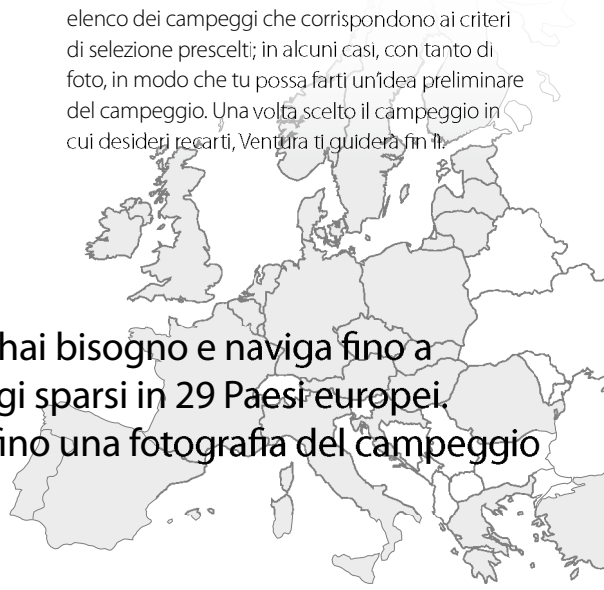 elenco dei campeggi che corrispondono ai criteri
di selezione prescelti; in alcuni casi, con tanto di
foto, in modo che tu possa farti un'idea preliminare
del campeggio. Una volta scelto il campeggio in
cui desideri recarti, Ventura ti guiderà fin lì.
hai bisogno e naviga fino a
gi sparsi in 29 Paesi europei.
fino una fotografia del campeggio